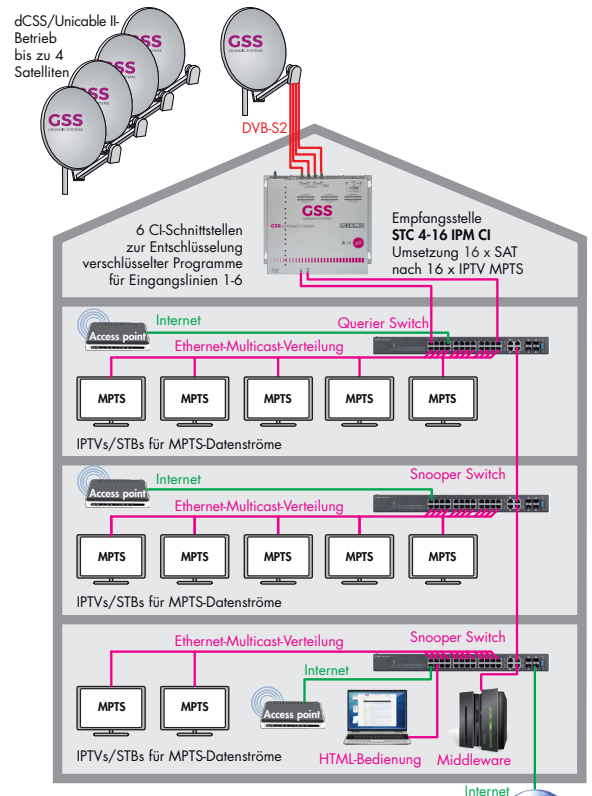 dCSS/Unicable II-
Betrieb
bis zu 4
Satelliten
GSS
GRUNDIG SYSTEMS
GSS
GSS
GSS
GSS
GRUNDIG SYSTEMS
DVB-S2
6 CI-Schnittstellen
zur Entschlüsselung
verschlüsselter Programme
für Eingangslinien 1-6
GSS
GSS
Empfangsstelle
STC 4-16 IPM CI
Umsetzung 16 x SAT
nach 16 x IPTV MPTS
Access point
Internet
Querier Switch
Ethernet-Multicast-Verteilung
MPTS
MPTS
MPTS
MPTS
MPTS
IPTVs/STBs für MPTS-Datenströme
Access point
Internet
Snooper Switch
Ethernet-Multicast-Verteilung
MPTS
MPTS
MPTS
MPTS
MPTS
IPTVs/STBs für MPTS-Datenströme
Ethernet-Multicast-Verteilung
Snooper Switch
Internet
MPTS
MPTS
Access point
IPTVs/STBs für MPTS-Datenströme
HTML-Bedienung
Middleware
Internet